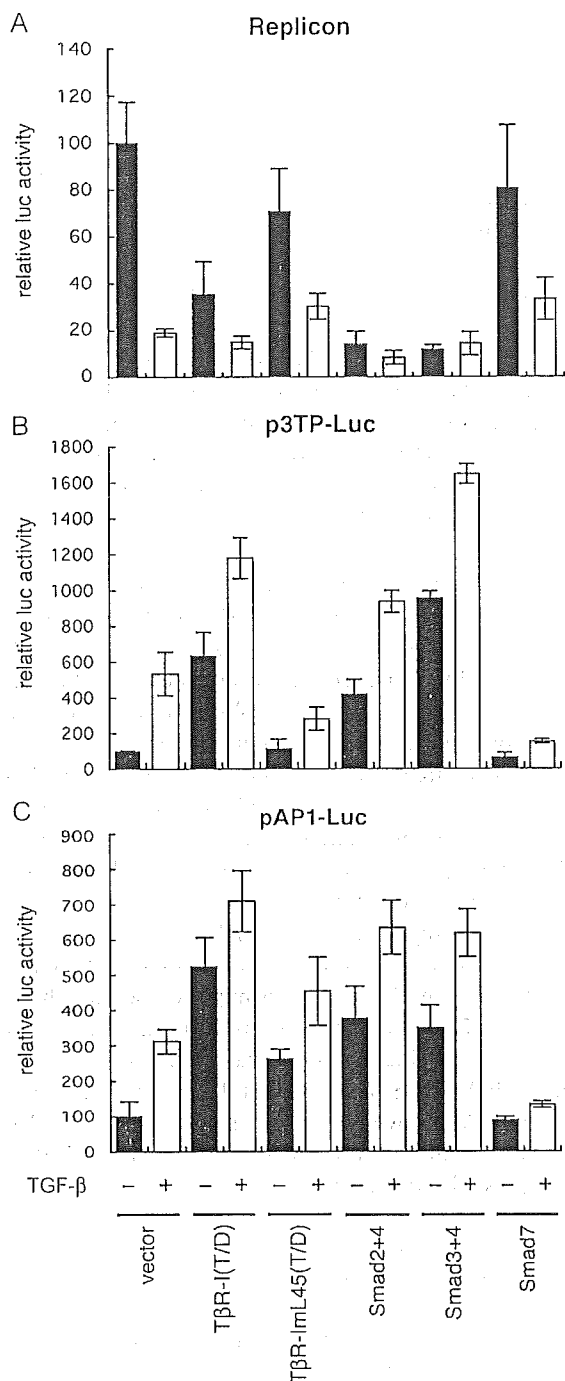 A
Replicon
relative luc activity
140
120
100
80
60
40
20
0
B
p3TP-Luc
relative luc activity
1800
1600
1400
1200
1000
800
600
400
200
0
C
pAP1-Luc
relative luc activity
900
800
700
600
500
400
300
200
100
0
TGF-β − + − + − + − + − + − +
vector
TβR-I(T/D)
TβR-ImL45(T/D)
Smad2+4
Smad3+4
Smad7